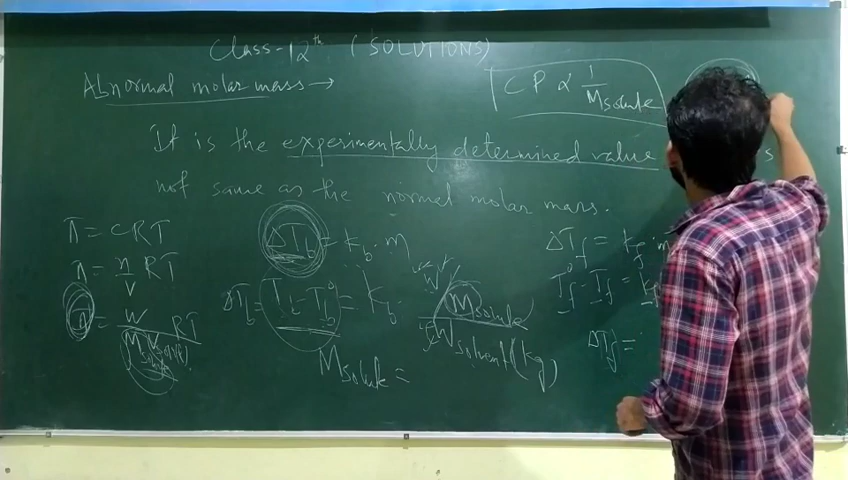 Class-12th (SOLUTIONS)
Abnormal molar mass →
CP ∝ 1/Msolute
It is the experimentally determined value
s
not same as the normal molar mass.
π = CRT
ΔTb = kb · m
ΔTf = kf · m
π = n/V RT
ΔTb = Tb - Tb° = Kb · W/Msolute / Wsolvent(kg)
Tf° - Tf = k
π = W RT
Msolute =
ΔTf =